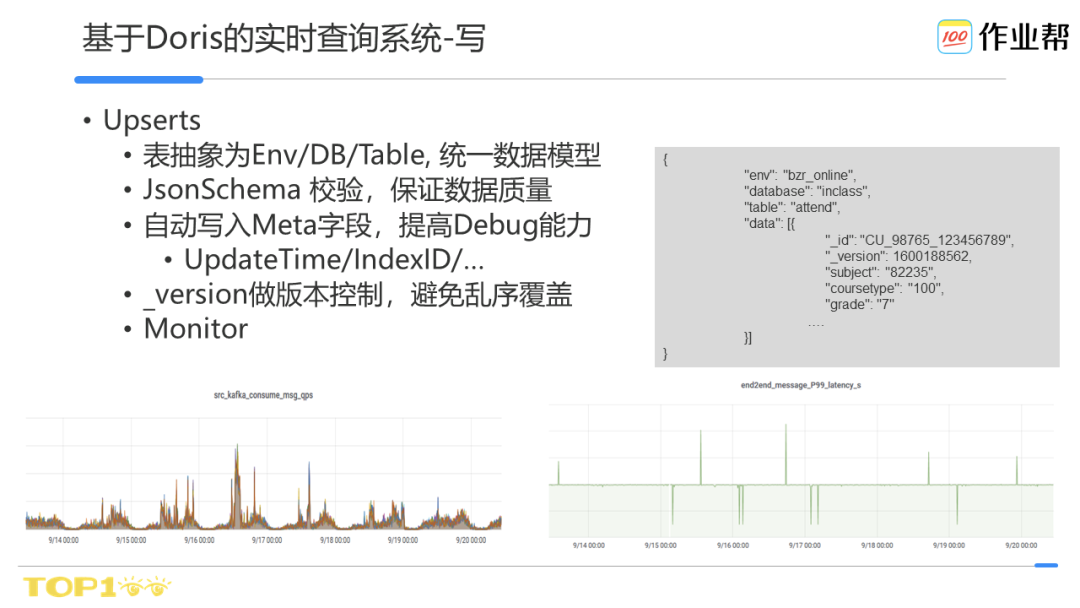 基于Doris的实时查询系统-写
100 作业帮
• Upserts
• 表抽象为Env/DB/Table, 统一数据模型
• JsonSchema 校验，保证数据质量
• 自动写入Meta字段，提高Debug能力
• UpdateTime/IndexID/...
• _version做版本控制，避免乱序覆盖
• Monitor
{
"env": "bzr_online",
"database": "inclass",
"table": "attend",
"data": [{
"_id": "CU_98765_123456789",
"_version": 1600188562,
"subject": "82235",
"coursetype": "100",
"grade": "7"
....
}]
}
src_kafka_consume_msg_qps
9/14 00:00 9/15 00:00 9/16 00:00 9/17 00:00 9/18 00:00 9/19 00:00 9/20 00:00
end2end_message_P99_latency_s
9/14 00:00 9/15 00:00 9/16 00:00 9/17 00:00 9/18 00:00 9/19 00:00 9/20 00:00
TOP100